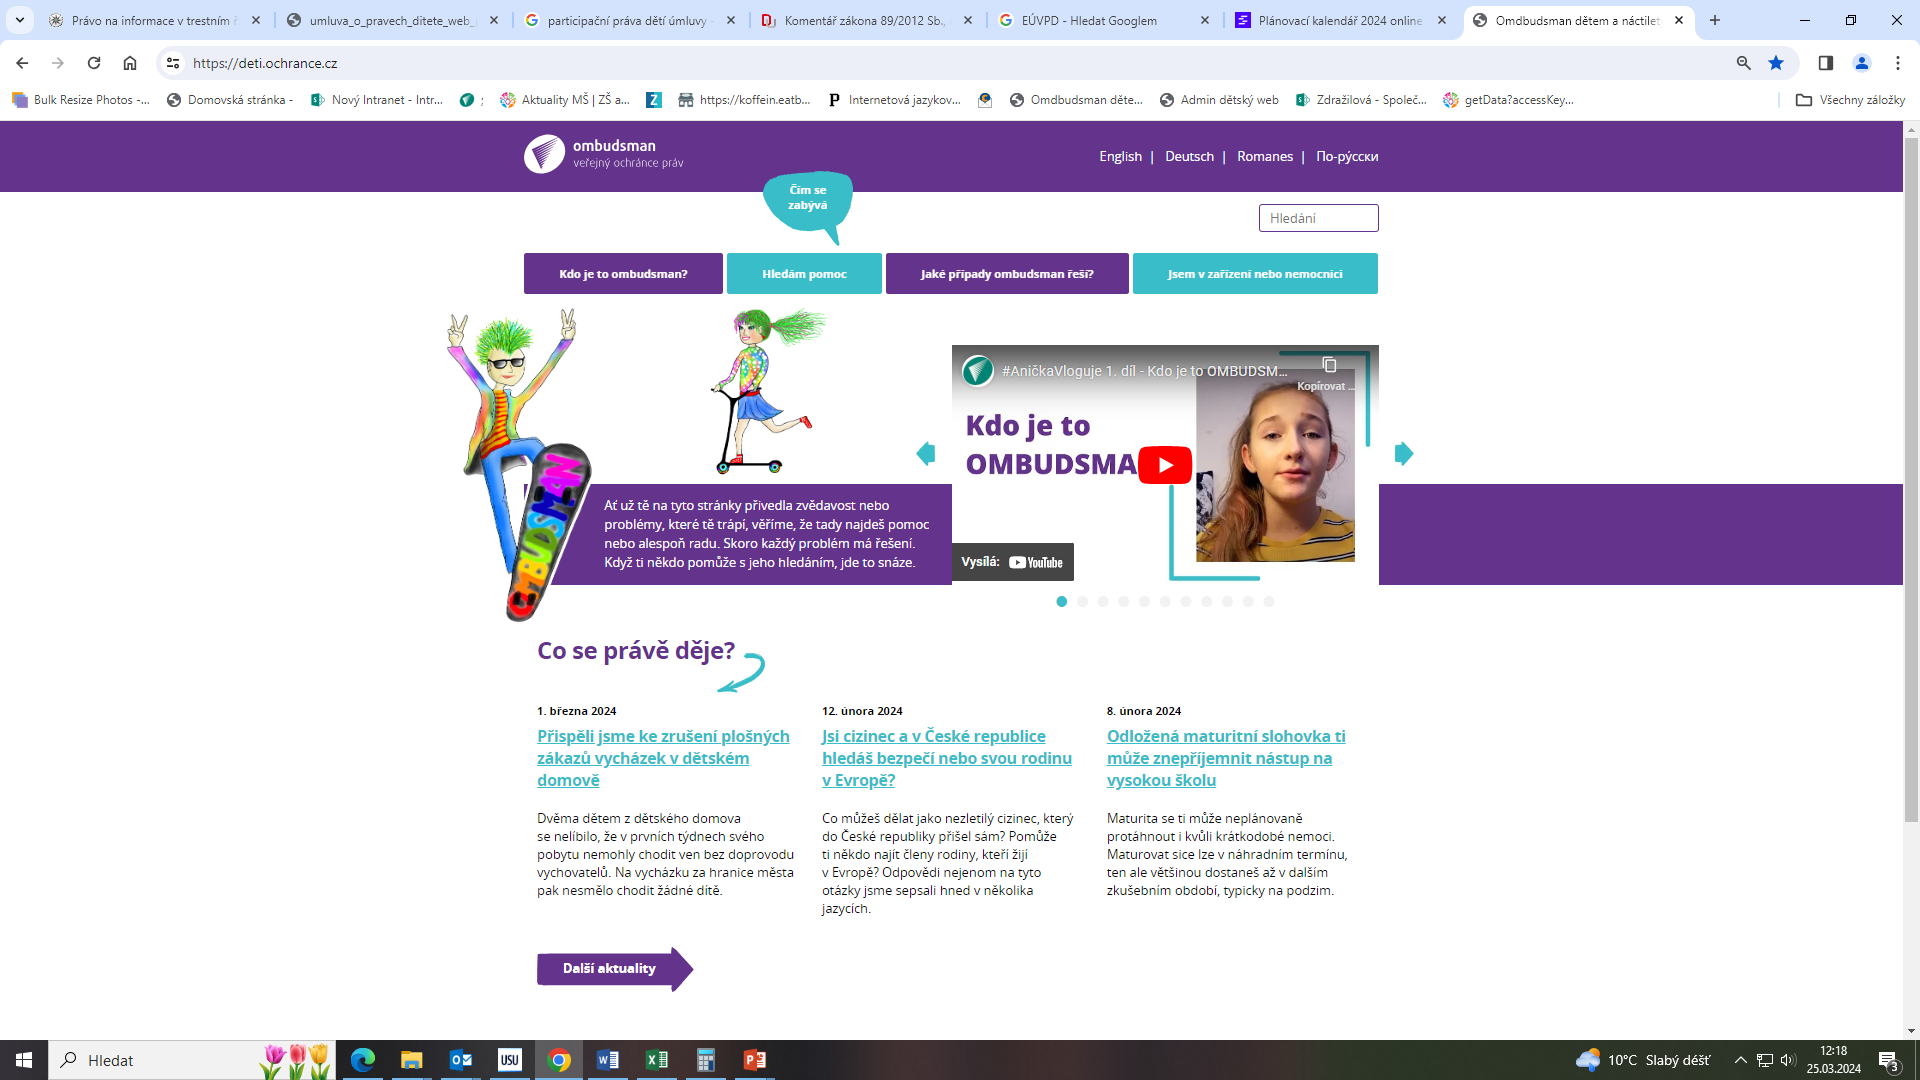 Právo na informace v trestním ř
umluva_o_pravech_ditete_web_
participační práva dětí úmluvy -
Komentář zákona 89/2012 Sb.,
EÚVPD - Hledat Googlem
Plánovací kalendář 2024 online
Omdbudsman dětem a náctilet
https://deti.ochrance.cz
Bulk Resize Photos -...
Domovská stránka -
Nový Intranet - Intr...
;
Aktuality MŠ | ZŠ a...
Z
https://koffein.eatb...
P
Internetová jazykov...
Omdbudsman děte...
Admin dětský web
Zdražilová - Společ...
getData?accessKey...
Všechny záložky
ombudsman
veřejný ochránce práv
English | Deutsch | Romanes | По-ру́сски
Čím se
zabývá
Hledání
Kdo je to ombudsman?
Hledám pomoc
Jaké případy ombudsman řeší?
Jsem v zařízení nebo nemocnici
OMBUDSMAN
#AničkaVloguje 1. díl - Kdo je to OMBUDSM...
Kopírovat ...
Kdo je to
OMBUDSMA
Vysílá: YouTube
Ať už tě na tyto stránky přivedla zvědavost nebo
problémy, které tě trápí, věříme, že tady najdeš pomoc
nebo alespoň radu. Skoro každý problém má řešení.
Když ti někdo pomůže s jeho hledáním, jde to snáze.
Co se právě děje?
1. března 2024
Přispěli jsme ke zrušení plošných
zákazů vycházek v dětském
domově
Dvěma dětem z dětského domova
se nelíbilo, že v prvních týdnech svého
pobytu nemohly chodit ven bez doprovodu
vychovatelů. Na vycházku za hranice města
pak nesmělo chodit žádné dítě.
12. února 2024
Jsi cizinec a v České republice
hledáš bezpečí nebo svou rodinu
v Evropě?
Co můžeš dělat jako nezletilý cizinec, který
do České republiky přišel sám? Pomůže
ti někdo najít členy rodiny, kteří žijí
v Evropě? Odpovědi nejenom na tyto
otázky jsme sepsali hned v několika
jazycích.
8. února 2024
Odložená maturitní slohovka ti
může znepříjemnit nástup na
vysokou školu
Maturita se ti může neplánovaně
protáhnout i kvůli krátkodobé nemoci.
Maturovat sice lze v náhradním termínu,
ten ale většinou dostaneš až v dalším
zkušebním období, typicky na podzim.
Další aktuality
Hledat
USU
10°C Slabý déšť
12:18
25.03.2024
3